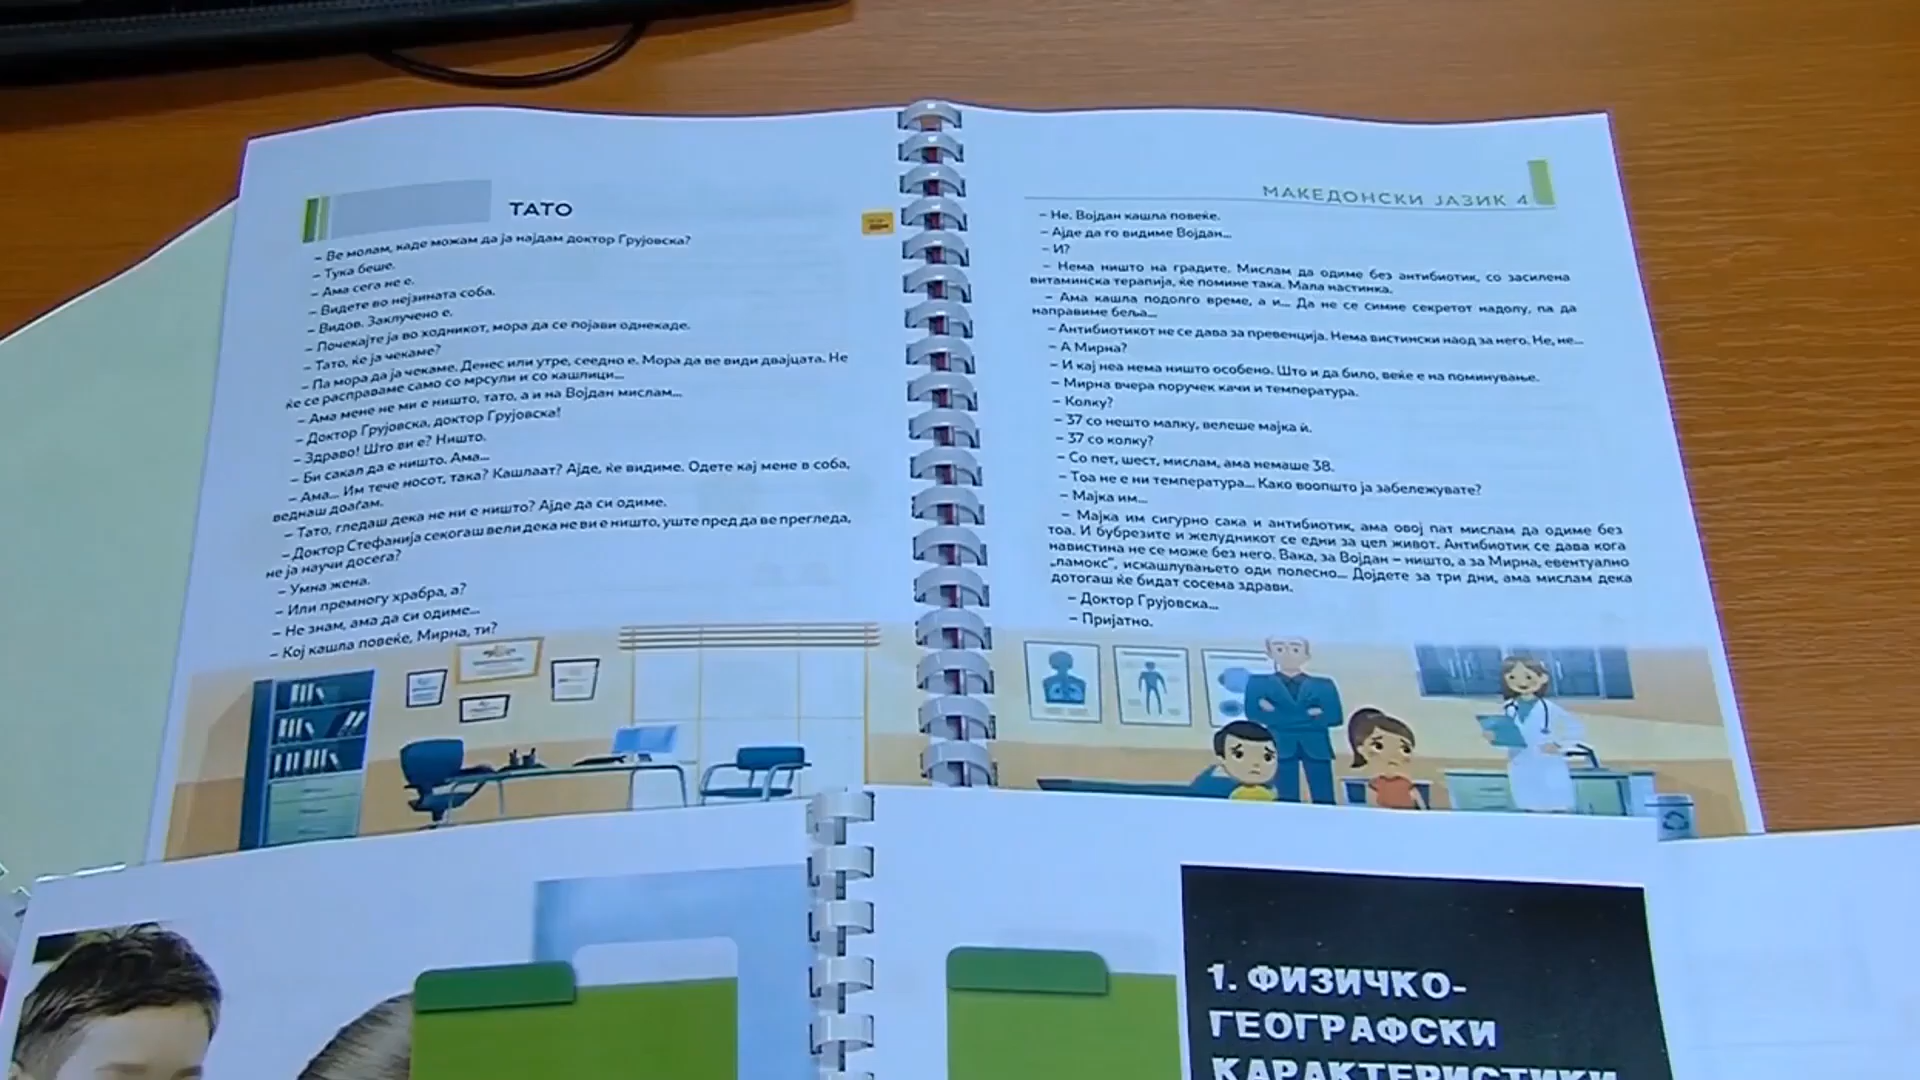 ТАТО
– Ве молам, каде можам да ја најдам доктор Грујовска?
– Тука беше.
– Ама сега не е.
– Видете во нејзината соба.
– Видов. Заклучено е.
– Почекајте ја во ходникот, мора да се појави однекаде.
– Тато, ќе ја чекаме?
– Па мора да ја чекаме. Денес или утре, сеедно е. Мора да ве види двајцата. Не
ќе се расправаме само со мрсули и со кашлици...
– Ама мене не ми е ништо, тато, а и на Војдан мислам...
– Доктор Грујовска, доктор Грујовска!
– Здраво! Што ви е? Ништо.
– Би сакал да е ништо. Ама...
– Ама... Им тече носот, така? Кашлаат? Ајде, ќе видиме. Одете кај мене в соба,
веднаш доаѓам.
– Тато, гледаш дека не ни е ништо? Ајде да си одиме.
– Доктор Стефанија секогаш вели дека не ви е ништо, уште пред да ве прегледа,
не ја научи досега?
– Умна жена.
– Или премногу храбра, а?
– Не знам, ама да си одиме...
– Кој кашла повеќе, Мирна, ти?
МАКЕДОНСКИ ЈАЗИК 4
– Не. Војдан кашла повеќе.
– Ајде да го видиме Војдан...
– И?
– Нема ништо на градите. Мислам да одиме без антибиотик, со засилена
витаминска терапија, ќе помине така. Мала настинка.
– Ама кашла подолго време, а и... Да не се симне секретот надолу, па да
направиме беља...
– Антибиотикот не се дава за превенција. Нема вистински наод за него. Не, не...
– А Мирна?
– И кај неа нема ништо особено. Што и да било, веќе е на поминување.
– Мирна вчера поручек качи и температура.
– Колку?
– 37 со нешто малку, велеше мајка ѝ.
– 37 со колку?
– Со пет, шест, мислам, ама немаше 38.
– Тоа не е ни температура... Како воопшто ја забележувате?
– Мајка им...
– Мајка им сигурно сака и антибиотик, ама овој пат мислам да одиме без
тоа. И бубрезите и желудникот се едни за цел живот. Антибиотик се дава кога
навистина не се може без него. Вака, за Војдан – ништо, а за Мирна, евентуално
„ламокс“, искашлувањето оди полесно... Дојдете за три дни, ама мислам дека
дотогаш ќе бидат сосема здрави.
– Доктор Грујовска...
– Пријатно.
1. ФИЗИЧКО-
ГЕОГРАФСКИ
КАРАКТЕРИСТИКИ